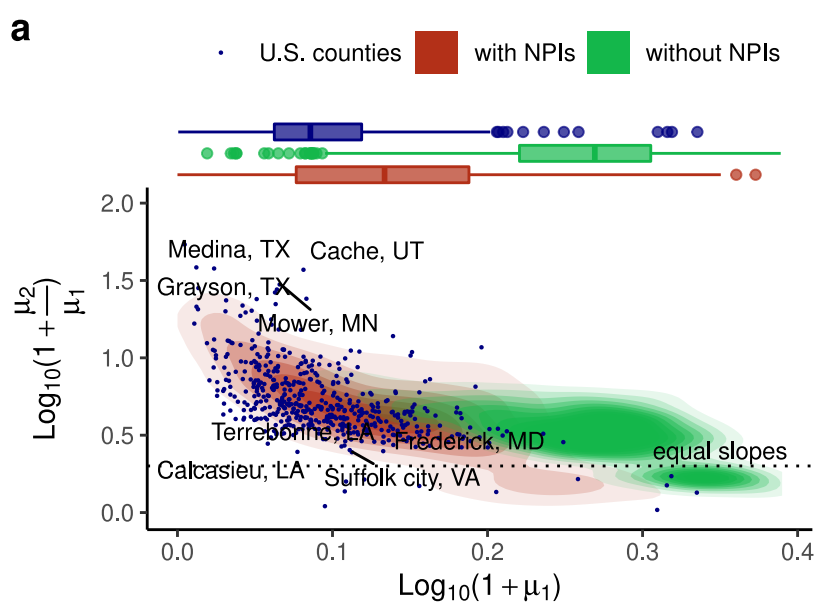 a
U.S. counties with NPIs without NPIs
2.0
1.5
1.0
0.5
0.0
Log10(1 + μ2/μ1)
Medina, TX
Cache, UT
Grayson, TX
Mower, MN
Terrebonne, LA
Frederick, MD
equal slopes
Calcasieu, LA
Suffolk city, VA
0.0 0.1 0.2 0.3 0.4
Log10(1 + μ1)